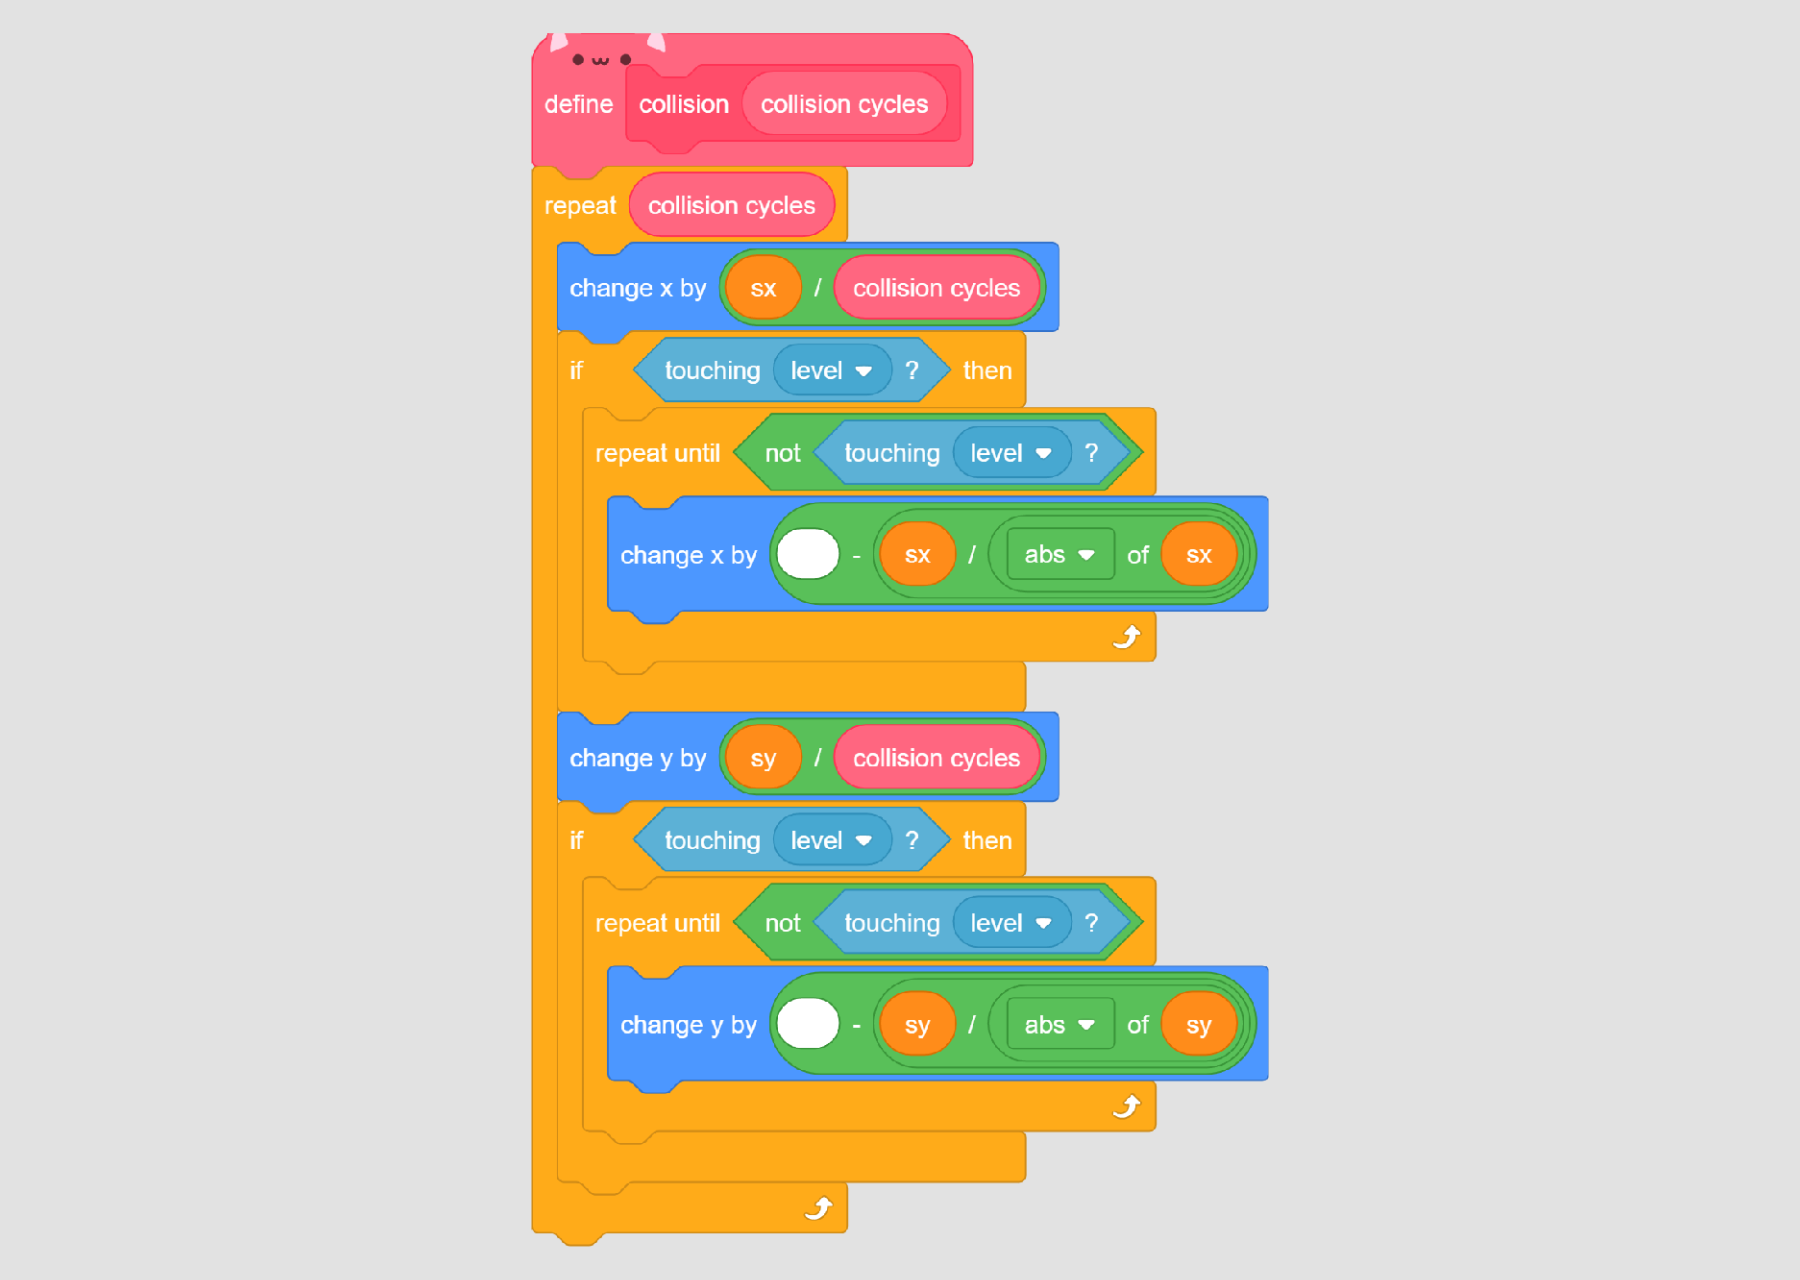 define collision collision cycles
repeat collision cycles
change x by sx / collision cycles
if touching level ? then
repeat until not touching level ?
change x by - sx / abs of sx
change y by sy / collision cycles
if touching level ? then
repeat until not touching level ?
change y by - sy / abs of sy